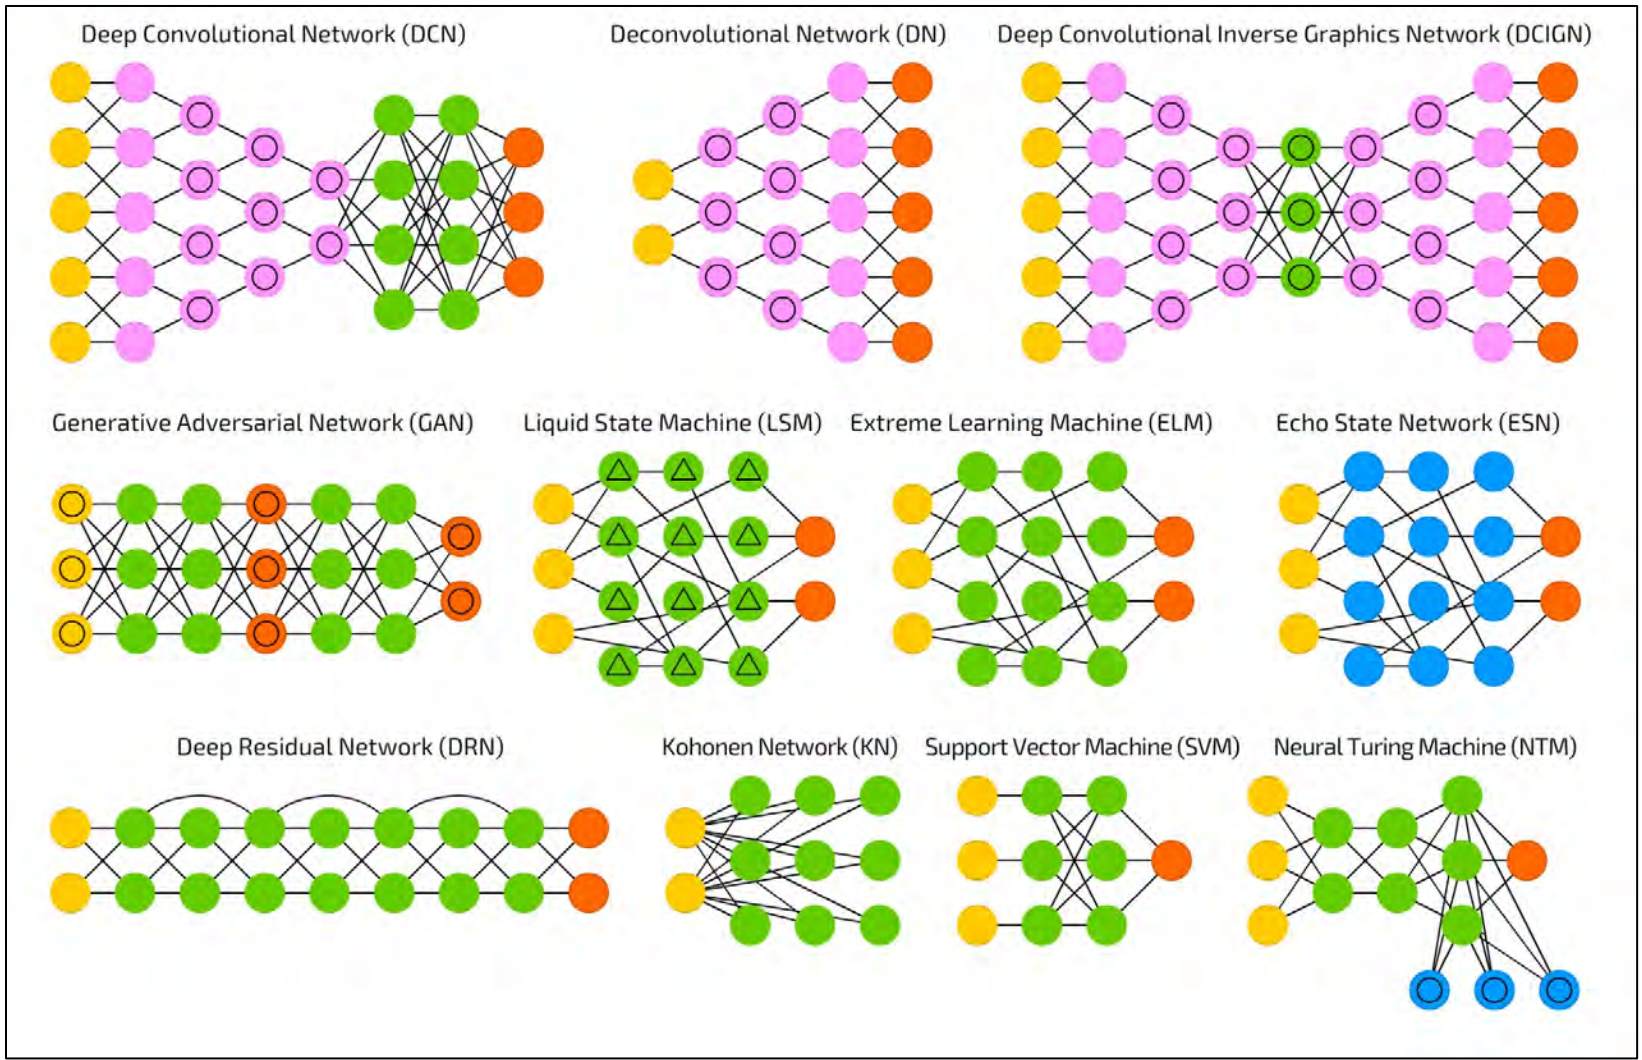 Deep Convolutional Network (DCN)
Deconvolutional Network (DN)
Deep Convolutional Inverse Graphics Network (DCIGN)
Generative Adversarial Network (GAN)
Liquid State Machine (LSM)
Extreme Learning Machine (ELM)
Echo State Network (ESN)
Deep Residual Network (DRN)
Kohonen Network (KN)
Support Vector Machine (SVM)
Neural Turing Machine (NTM)